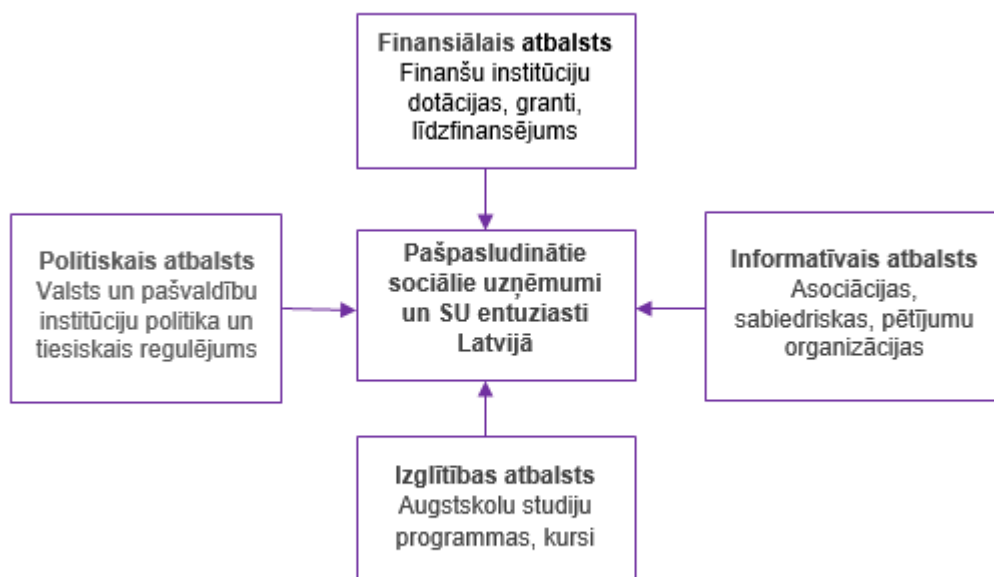 Finansiālais atbalsts
Finanšu institūciju
dotācijas, granti,
līdzfinansējums
Politiskais atbalsts
Valsts un pašvaldību
institūciju politika un
tiesiskais regulējums
Pašpasludinātie
sociālie uzņēmumi
un SU entuziasti
Latvijā
Informatīvais atbalsts
Asociācijas,
sabiedriskas, pētījumu
organizācijas
Izglītības atbalsts
Augstskolu studiju
programmas, kursi